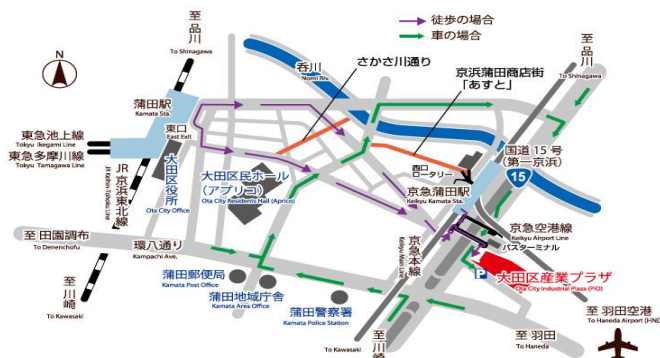 徒歩の場合
車の場合
至品川
To Shinagawa
N
呑川
Nomi Riv.
さかさ川通り
京浜蒲田商店街
「あすと」
至品川
To Shinagawa
蒲田駅
Kamata Sta.
東口
East Exit
東急池上線
Tokyu Ikegami Line
東急多摩川線
Tokyu Tamagawa Line
JR京浜東北線
JR Keihin-Tohoku Line
大田区役所
Ota City Office
大田区民ホール
(アプリコ)
Ota City Residents Hall (Aprico)
西口
ロータリー
京急蒲田駅
Keikyu Kamata Sta.
国道15号
(第一京浜)
15
京急空港線
Keikyu Airport Line
バスターミナル
至田園調布
To Denenchofu
環八通り
Kampachi Ave.
京急本線
Keikyu Main Line
P
大田区産業プラザ
Ota City Industrial Plaza (PiO)
蒲田郵便局
Kamata Post Office
蒲田地域庁舎
Kamata Area Office
蒲田警察署
Kamata Police Station
至川崎
To Kawasaki
至川崎
To Kawasaki
至羽田
To Haneda
至羽田空港
To Haneda Airport (HND)